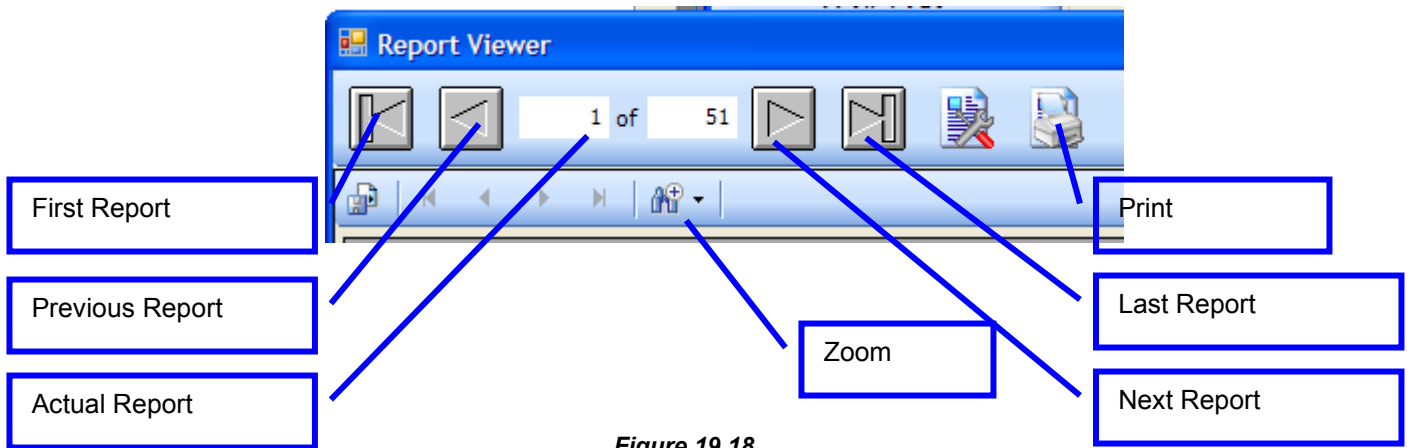 Report Viewer
1 of 51
First Report
Print
Previous Report
Last Report
Zoom
Actual Report
Next Report
Figure 19.18